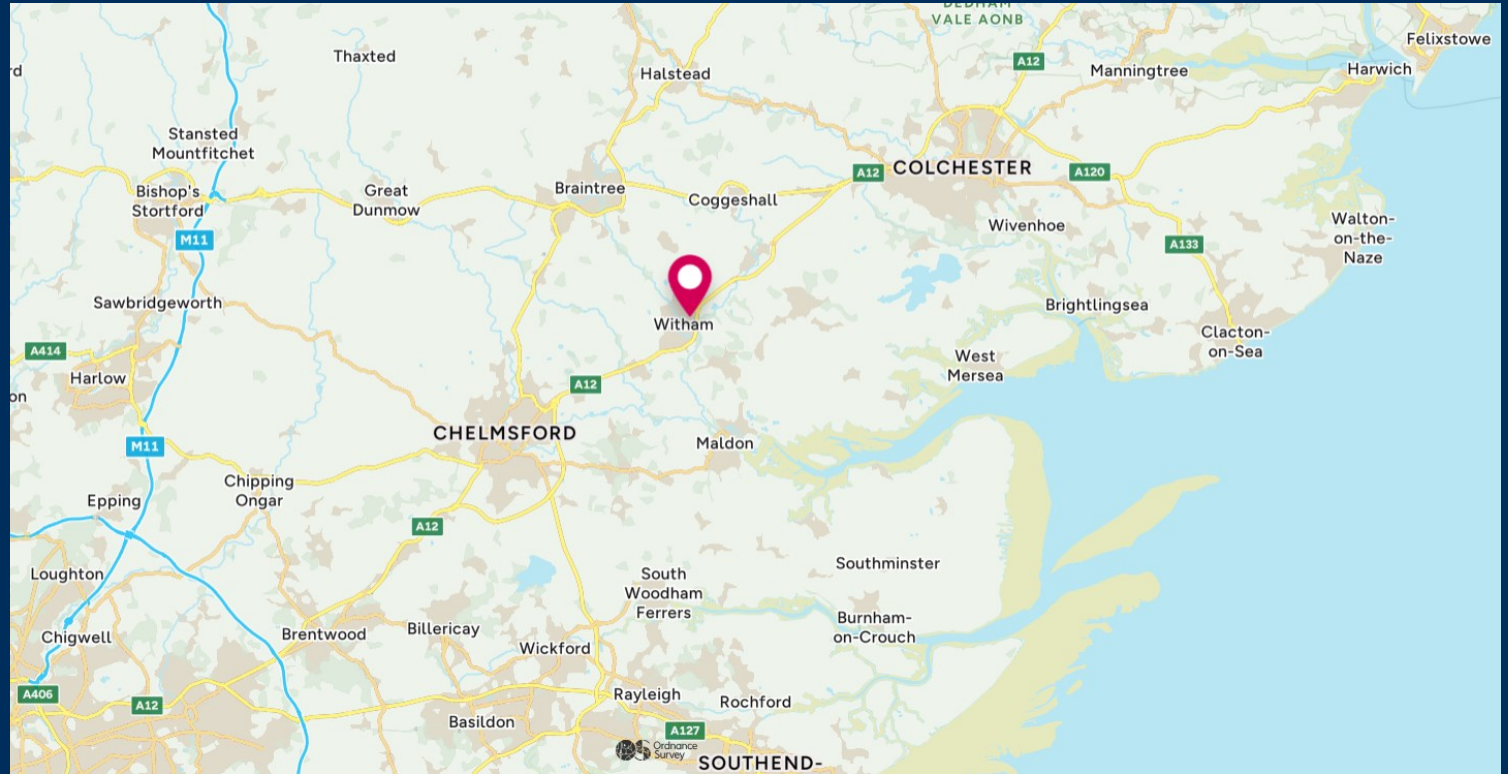 DEDHAM
VALE AONB
Felixstowe
Thaxted
A12
Halstead
Manningtree
Harwich
rd
Stansted
Mountfitchet
COLCHESTER
A12
A120
Bishop's
Stortford
Great
Dunmow
Braintree
Coggeshall
Wivenhoe
Walton-
on-the-
Naze
M11
A133
Sawbridgeworth
Brightlingsea
Witham
Clacton-
on-Sea
A414
West
Mersea
Harlow
A12
on
CHELMSFORD
Maldon
M11
Chipping
Ongar
Epping
A12
Southminster
Loughton
South
Woodham
Ferrers
Burnham-
on-Crouch
Chigwell
Brentwood
Billericay
Wickford
A406
A12
Rayleigh
Rochford
Basildon
A127
Ordnance
Survey
SOUTHEND-